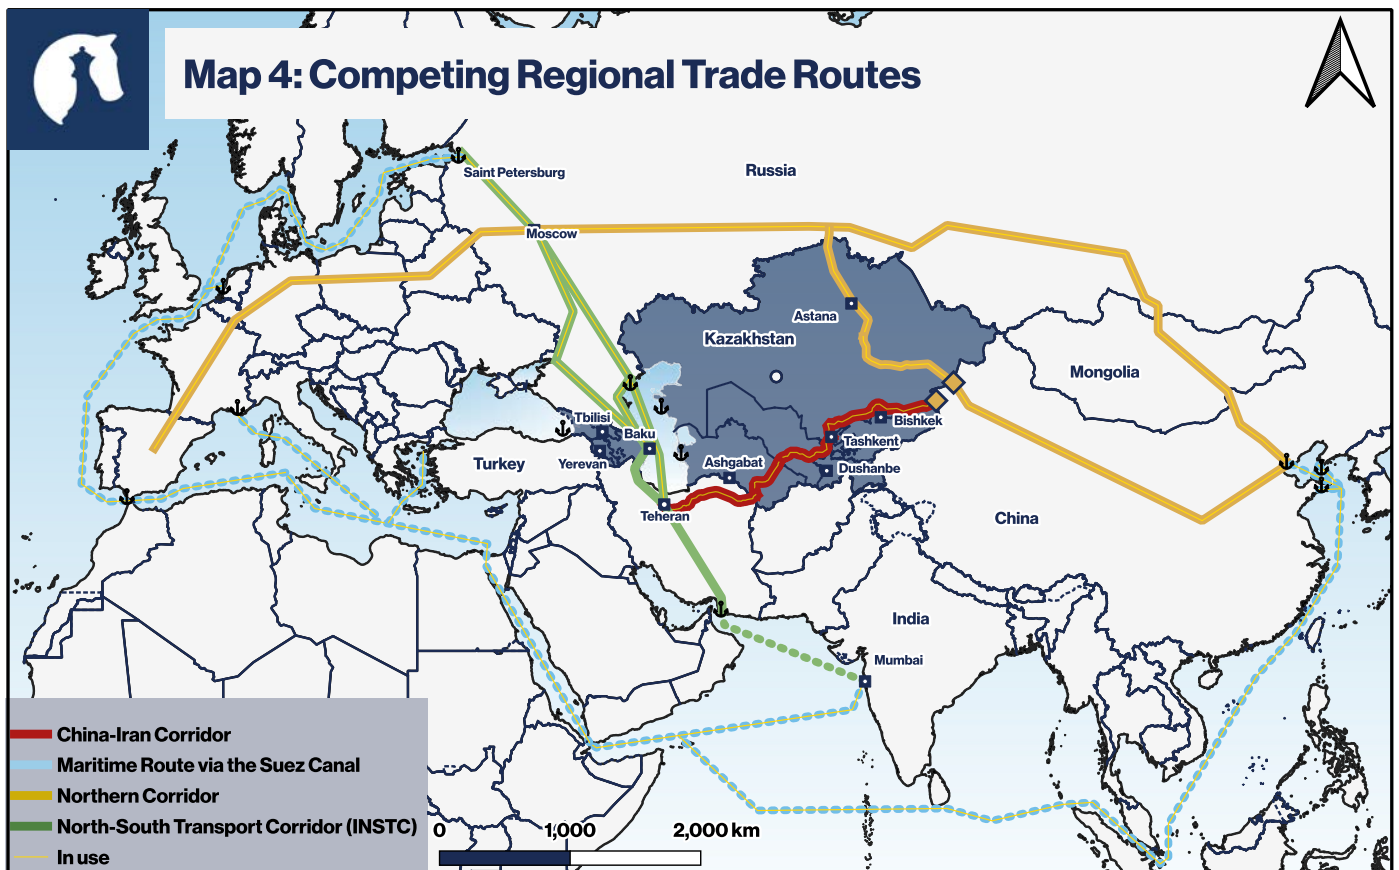 Map 4: Competing Regional Trade Routes
Saint Petersburg
Russia
Moscow
Astana
Kazakhstan
Mongolia
Tbilisi
Bishkek
Baku
Tashkent
Turkey
Yerevan
Ashgabat
Dushanbe
Teheran
China
India
Mumbai
China-Iran Corridor
Maritime Route via the Suez Canal
Northern Corridor
North-South Transport Corridor (INSTC)
In use
0 1,000 2,000 km